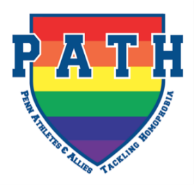 PATH
PENN ATHLETES & ALLIES TACKLING HOMOPHOBIA